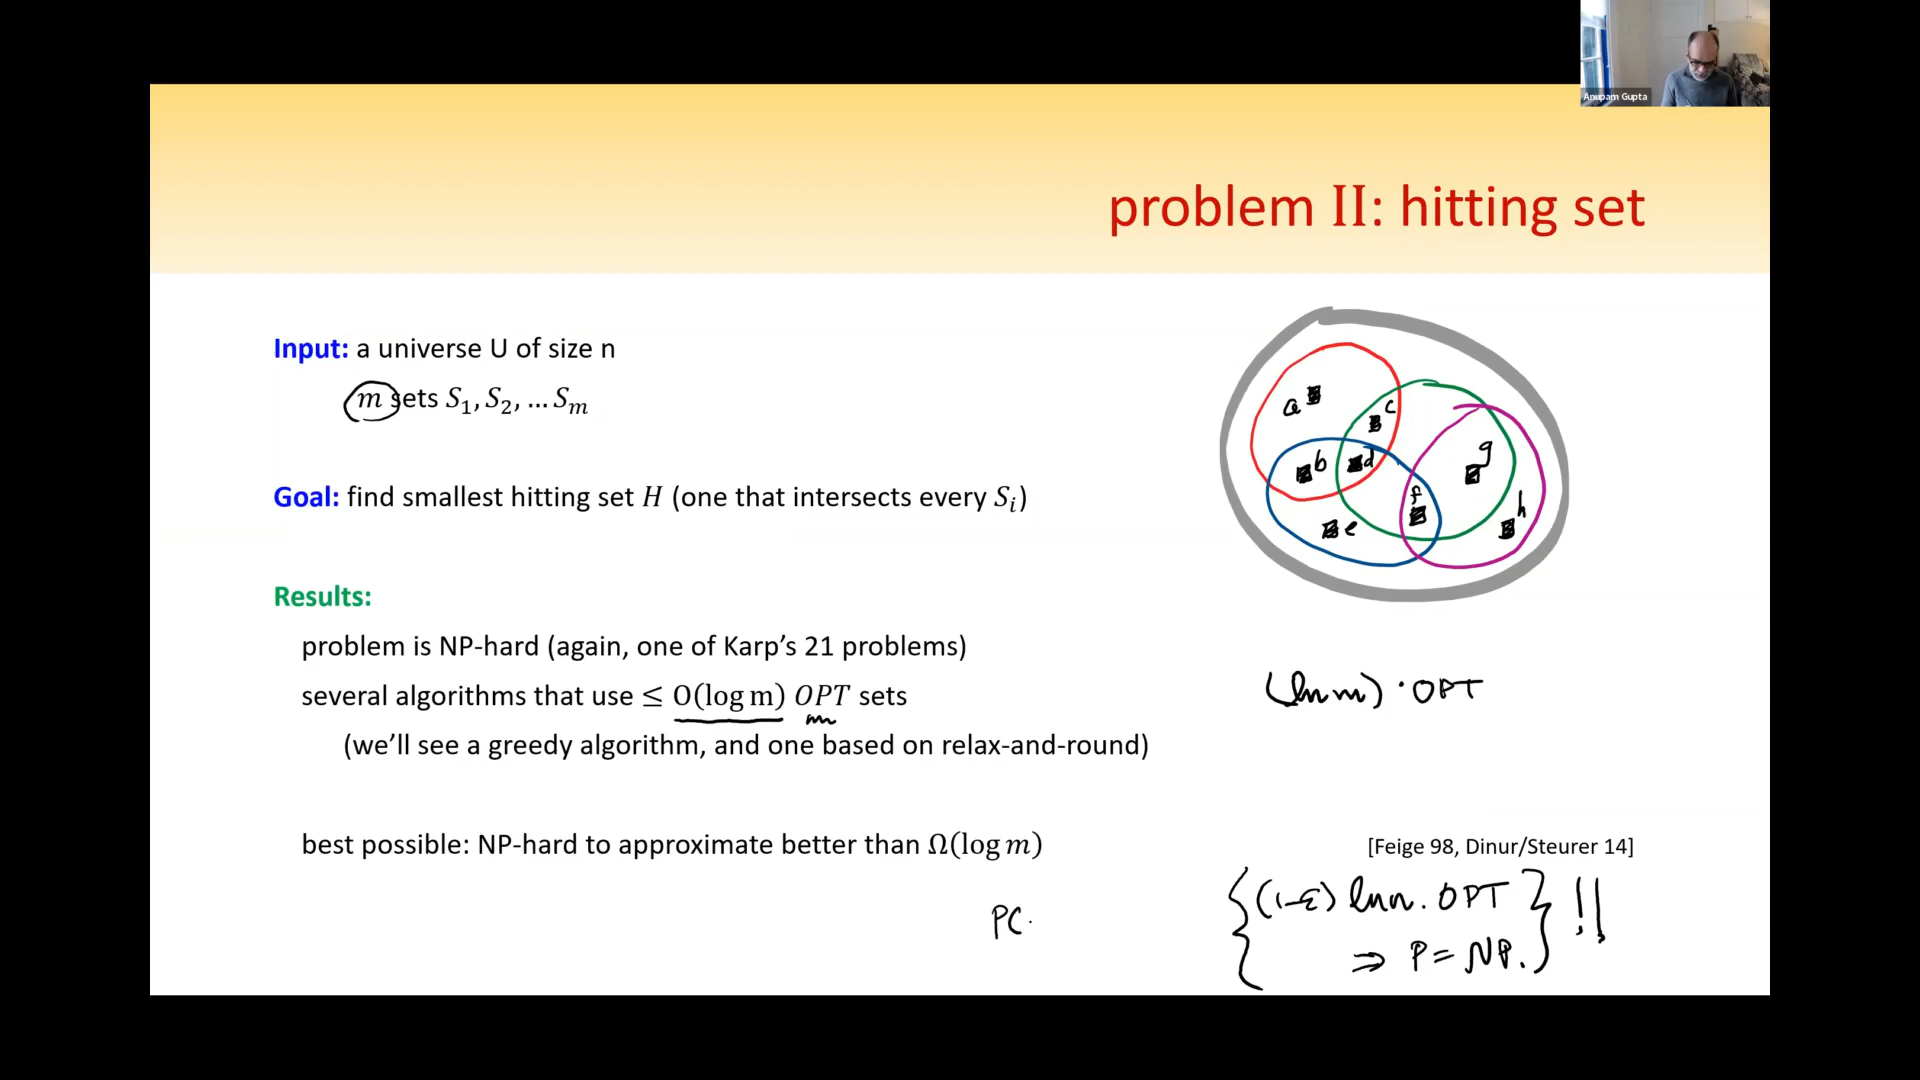 Anupam Gupta
problem II: hitting set
Input: a universe U of size n
m sets S₁, S₂, … Sₘ
Goal: find smallest hitting set H (one that intersects every Sᵢ)
Results:
problem is NP-hard (again, one of Karp's 21 problems)
several algorithms that use ≤ O(log m) OPT sets
(we'll see a greedy algorithm, and one based on relax-and-round)
best possible: NP-hard to approximate better than Ω(log m)
[Feige 98, Dinur/Steurer 14]
a
c
b
d
g
f
e
h
(ln m) · OPT
{(1-ε) ln n. OPT
⇒ P = NP.} !!
PC